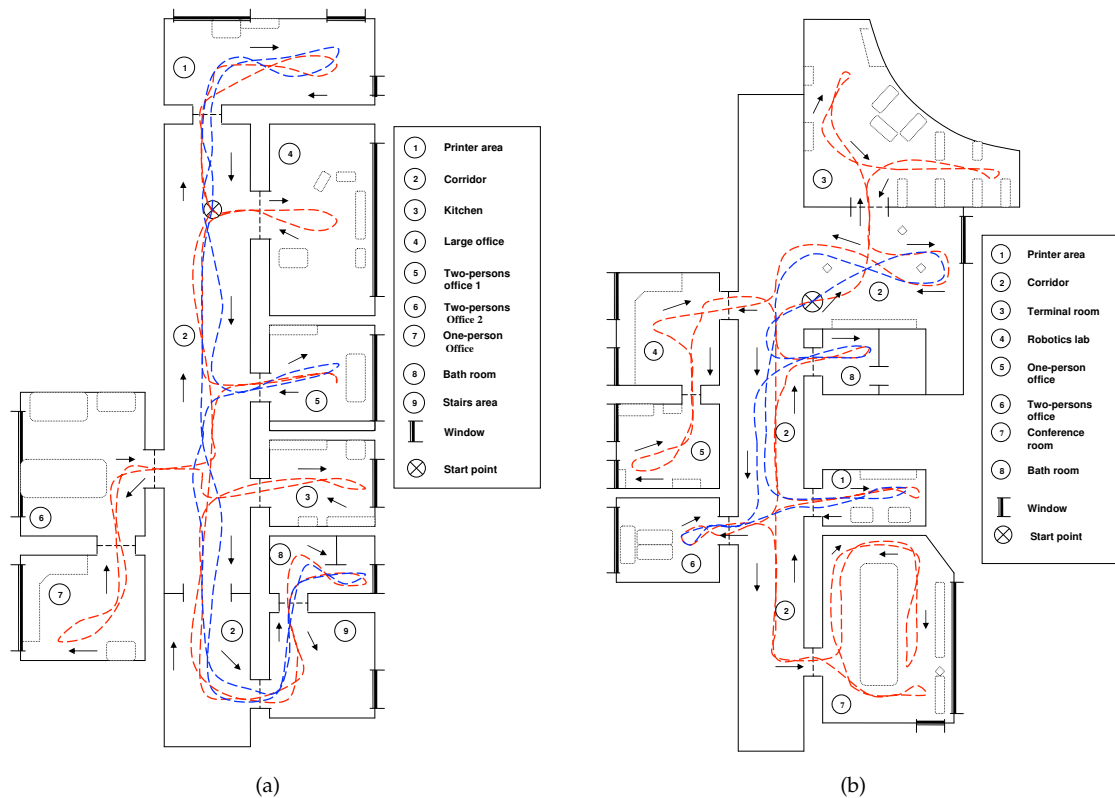 1
4
2
5
3
6
8
7
2
9
1 Printer area
2 Corridor
3 Kitchen
4 Large office
5 Two-persons
office 1
6 Two-persons
Office 2
7 One-person
Office
8 Bath room
9 Stairs area
Window
Start point
(a)
3
2
4
8
2
5
1
6
2
7
1 Printer area
2 Corridor
3 Terminal room
4 Robotics lab
5 One-person
office
6 Two-persons
office
7 Conference
room
8 Bath room
Window
Start point
(b)